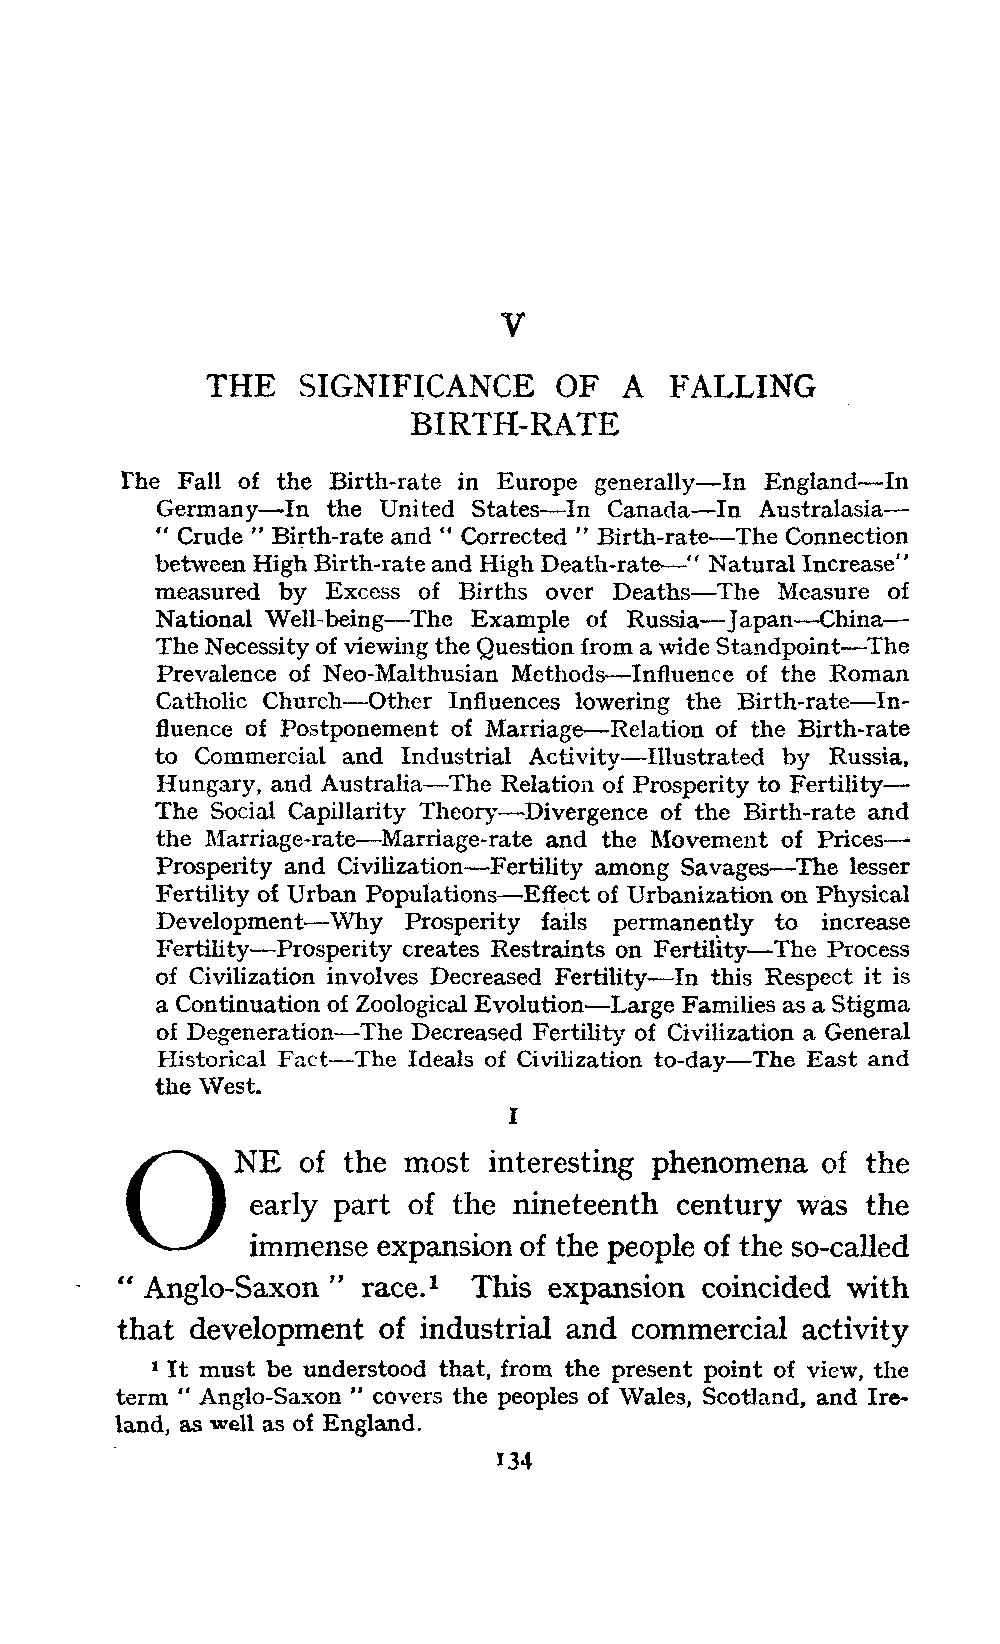 V
THE SIGNIFICANCE OF A FALLING
BIRTH-RATE
The Fall of the Birth-rate in Europe generally—In England—In
Germany—In the United States—In Canada—In Australasia—
" Crude " Birth-rate and " Corrected " Birth-rate—The Connection
between High Birth-rate and High Death-rate—" Natural Increase"
measured by Excess of Births over Deaths—The Measure of
National Well-being—The Example of Russia—Japan—China—
The Necessity of viewing the Question from a wide Standpoint—The
Prevalence of Neo-Malthusian Methods—Influence of the Roman
Catholic Church—Other Influences lowering the Birth-rate—In-
fluence of Postponement of Marriage—Relation of the Birth-rate
to Commercial and Industrial Activity—Illustrated by Russia,
Hungary, and Australia—The Relation of Prosperity to Fertility—
The Social Capillarity Theory—Divergence of the Birth-rate and
the Marriage-rate—Marriage-rate and the Movement of Prices—
Prosperity and Civilization—Fertility among Savages—The lesser
Fertility of Urban Populations—Effect of Urbanization on Physical
Development—Why Prosperity fails permanently to increase
Fertility—Prosperity creates Restraints on Fertility—The Process
of Civilization involves Decreased Fertility—In this Respect it is
a Continuation of Zoological Evolution—Large Families as a Stigma
of Degeneration—The Decreased Fertility of Civilization a General
Historical Fact—The Ideals of Civilization to-day—The East and
the West.
I
ONE of the most interesting phenomena of the
early part of the nineteenth century was the
immense expansion of the people of the so-called
" Anglo-Saxon " race.¹ This expansion coincided with
that development of industrial and commercial activity
¹ It must be understood that, from the present point of view, the
term " Anglo-Saxon " covers the peoples of Wales, Scotland, and Ire-
land, as well as of England.
134